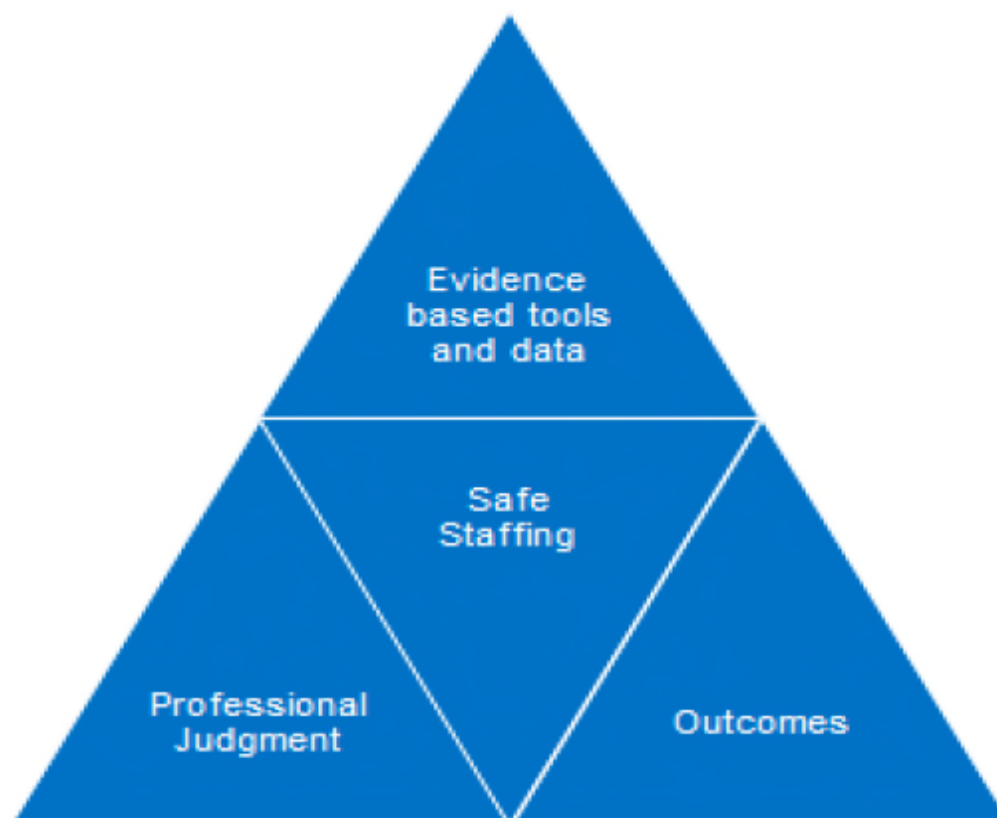 Evidence
based tools
and data
Safe
Staffing
Professional
Judgment
Outcomes